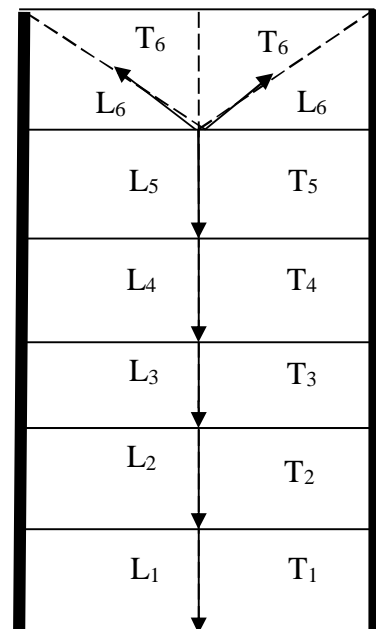 T₆ T₆
L₆ L₆
L₅ T₅
L₄ T₄
L₃ T₃
L₂ T₂
L₁ T₁